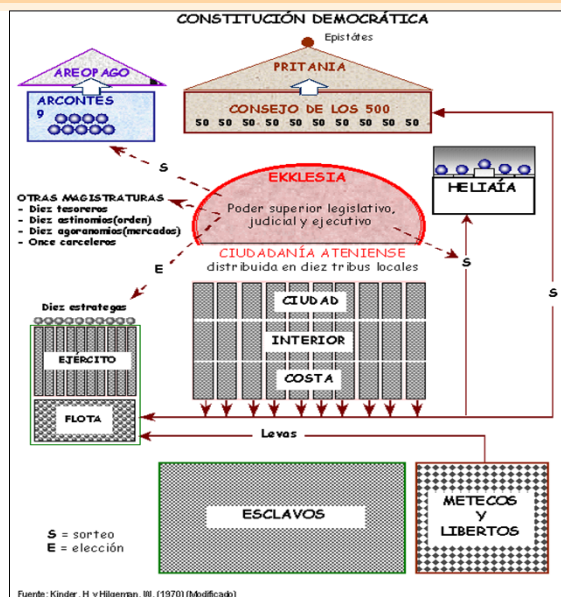 CONSTITUCIÓN DEMOCRÁTICA
Epistátes
AREOPAGO
PRITANIA
ARCONTES
9
CONSEJO DE LOS 500
50 50 50 50 50 50 50 50 50 50
S
EKKLESIA
HELIAÍA
OTRAS MAGISTRATURAS
- Diez tesoreros
- Diez astinomios(orden)
- Diez agoranomios(mercados)
- Once carceleros
Poder superior legislativo,
judicial y ejecutivo
CIUDADANÍA ATENIENSE
distribuida en diez tribus locales
E
S
S
Diez estrategas
CIUDAD
INTERIOR
COSTA
EJÉRCITO
FLOTA
Levas
ESCLAVOS
METECOS
Y
LIBERTOS
S = sorteo
E = elección
Fuente: Kinder, H y Hilgeman, W. (1970) (Modificado)